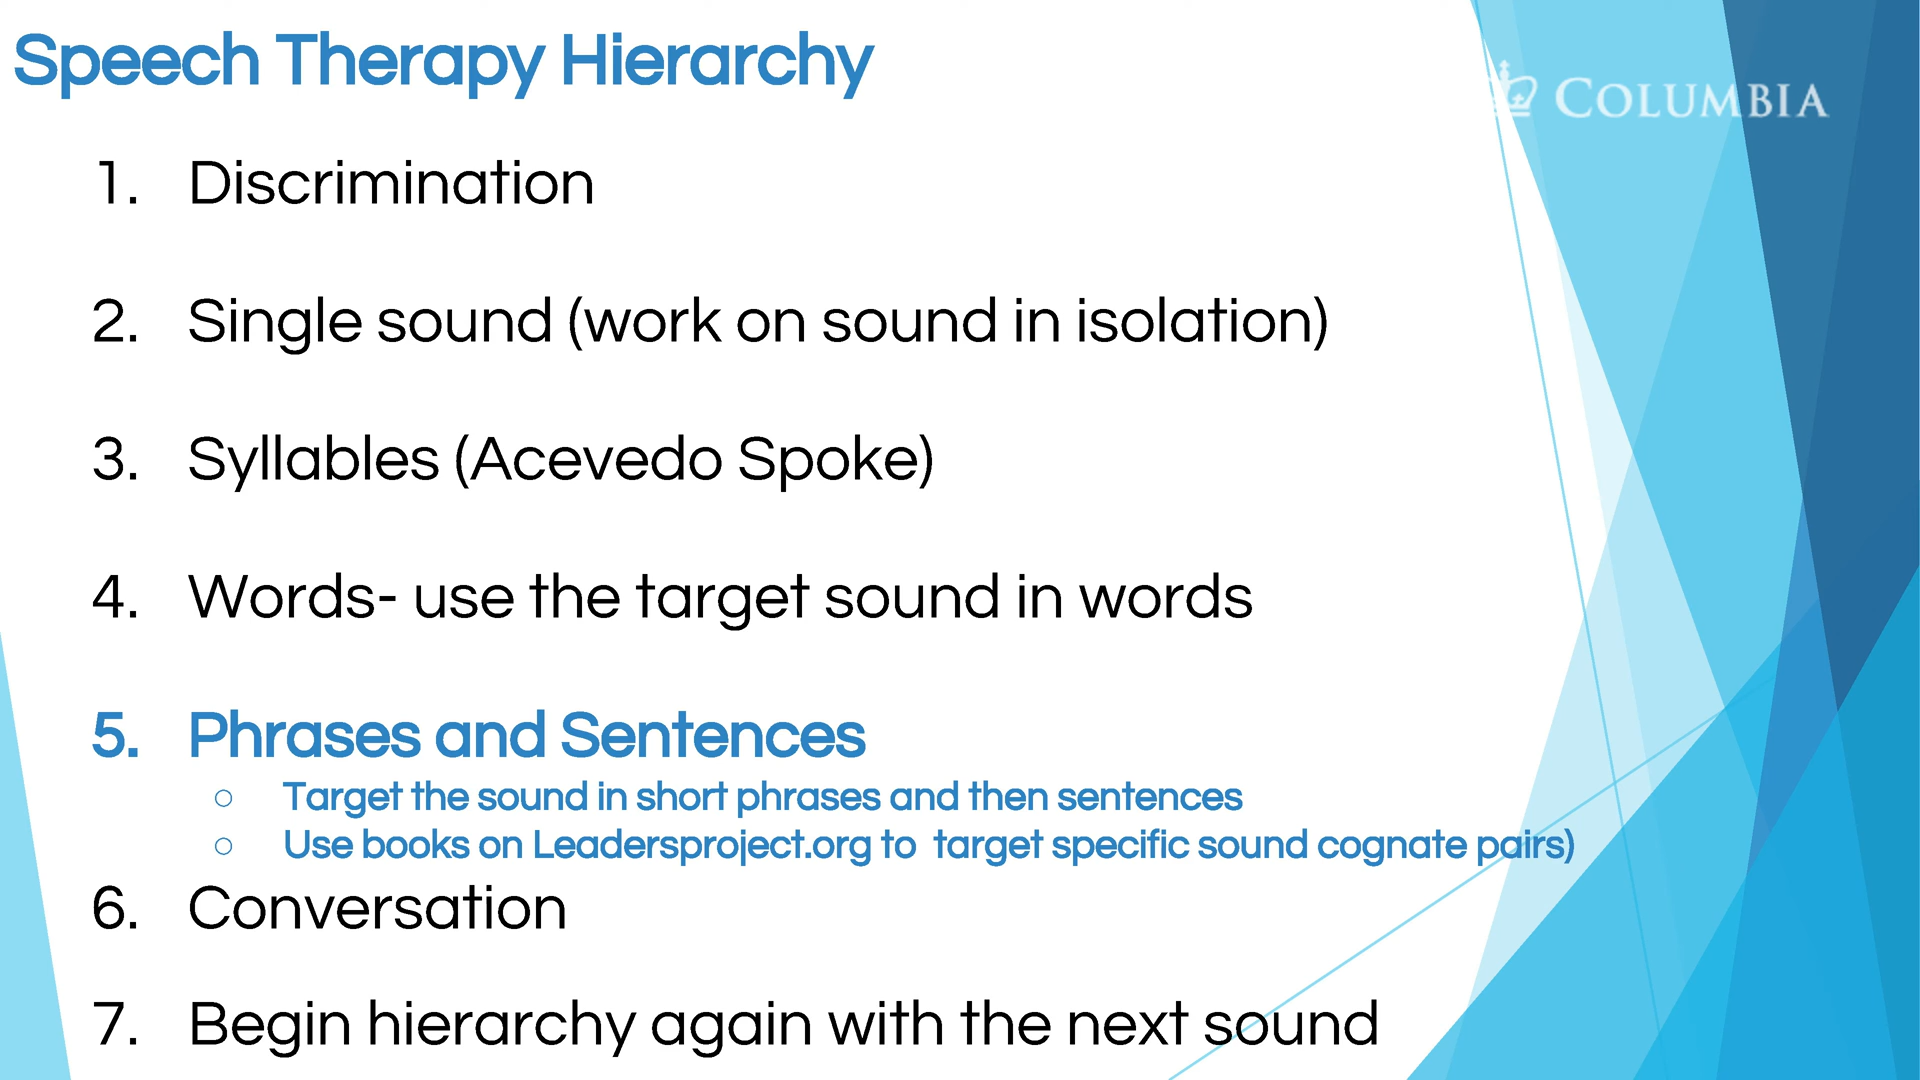 Speech Therapy Hierarchy
COLUMBIA
1. Discrimination
2. Single sound (work on sound in isolation)
3. Syllables (Acevedo Spoke)
4. Words- use the target sound in words
5. Phrases and Sentences
○ Target the sound in short phrases and then sentences
○ Use books on Leadersproject.org to  target specific sound cognate pairs)
6. Conversation
7. Begin hierarchy again with the next sound